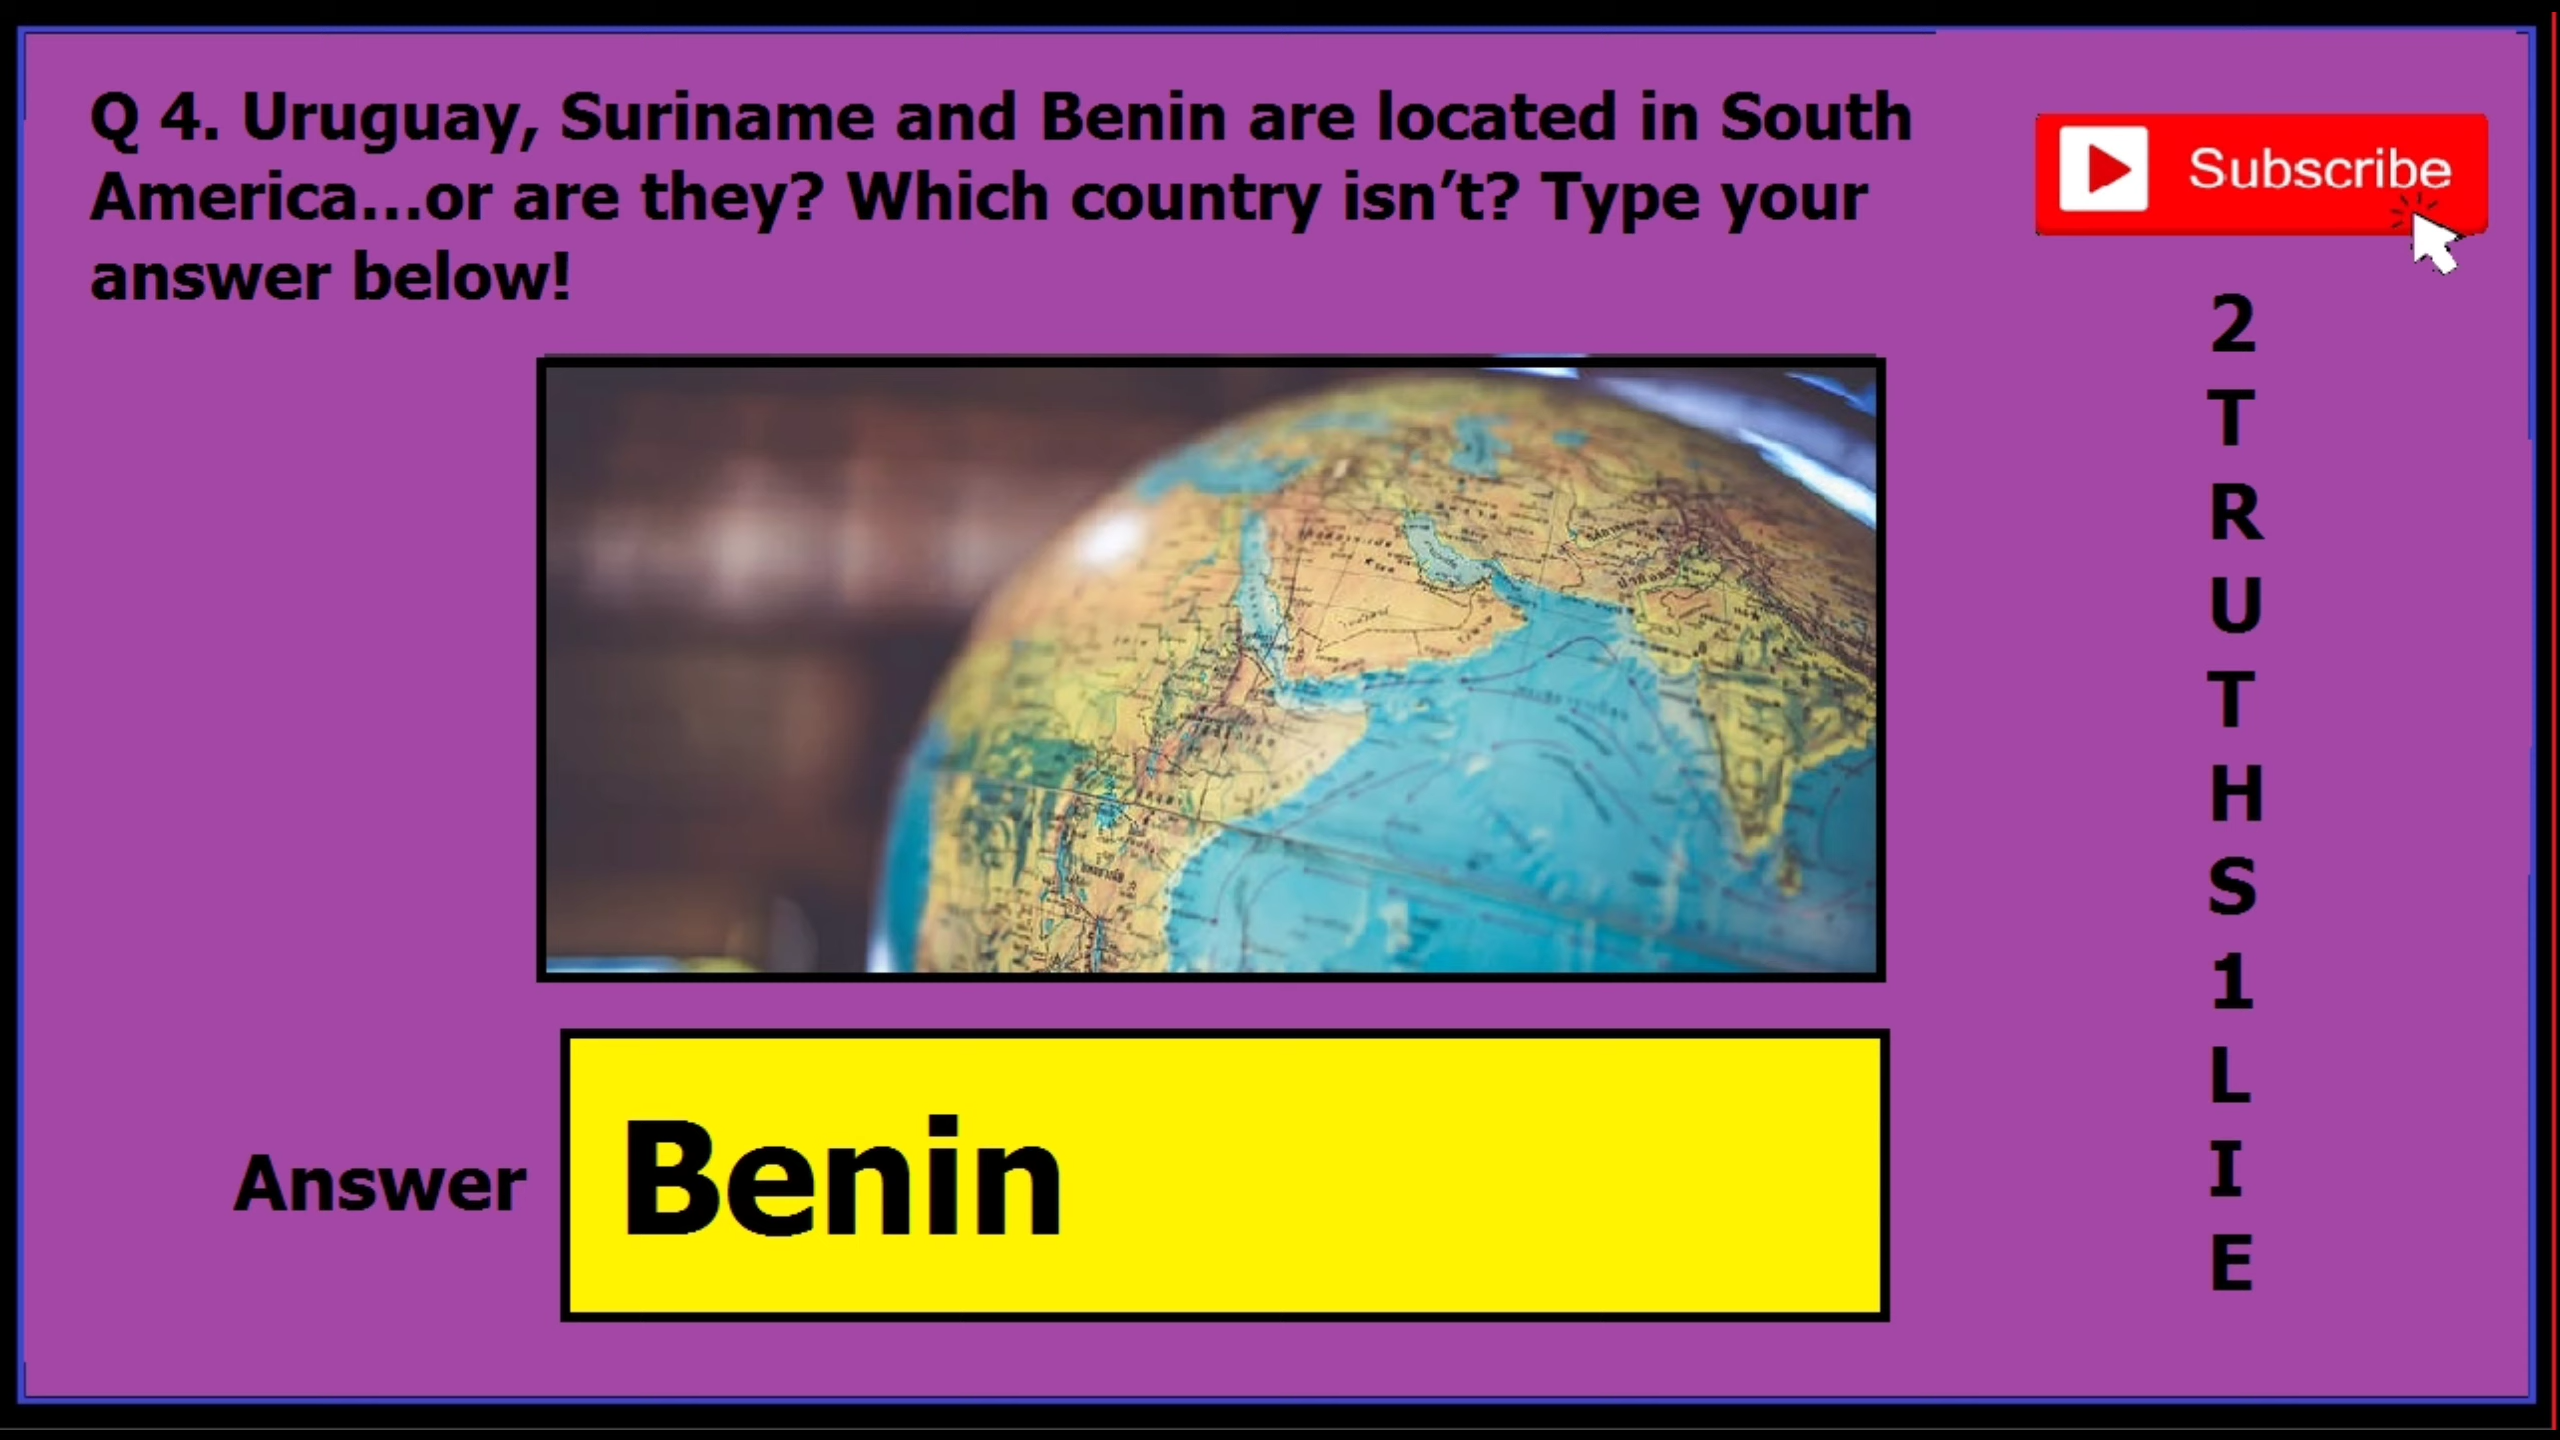 Q 4. Uruguay, Suriname and Benin are located in South
America...or are they? Which country isn’t? Type your
answer below!
Subscribe
2
T
R
U
T
H
S
1
L
I
E
Answer
Benin